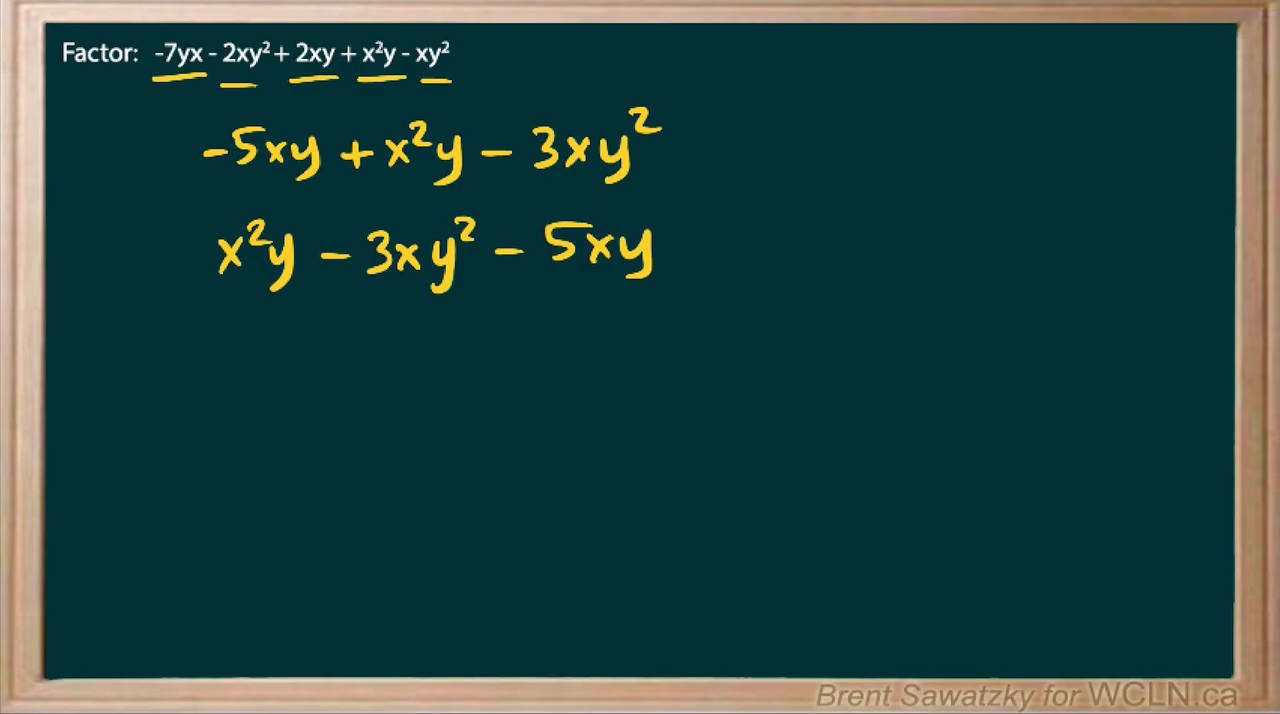 Factor: -7yx - 2xy² + 2xy + x²y - xy²
-5xy + x²y - 3xy²
x²y - 3xy² - 5xy
Brent Sawatzky for WCLN.ca